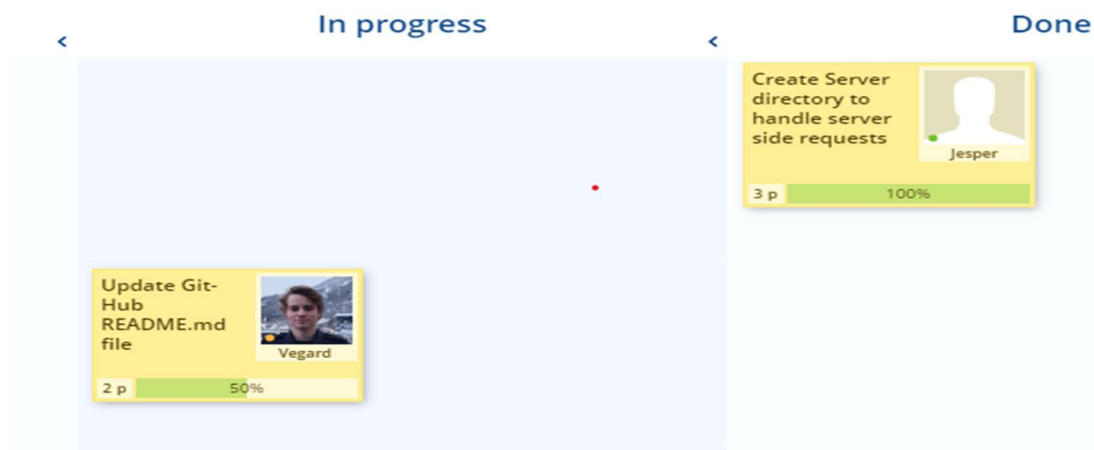 In progress
Done
Create Server
directory to
handle server
side requests
Jesper
3 p
100%
Update Git-
Hub
README.md
file
Vegard
2 p
50%